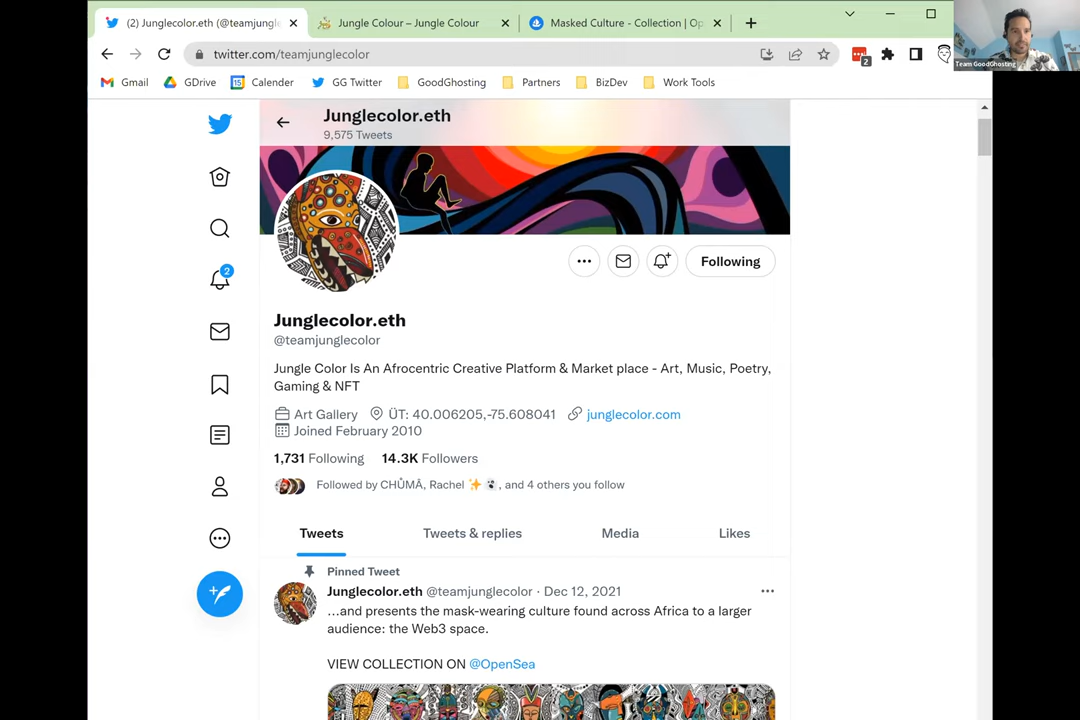 (2) Junglecolor.eth (@teamjungle
Jungle Colour – Jungle Colour
Masked Culture - Collection | Op
twitter.com/teamjunglecolor
2
Team GoodGhosting
Gmail
GDrive
15
Calender
GG Twitter
GoodGhosting
Partners
BizDev
Work Tools
Junglecolor.eth
9,575 Tweets
2
Following
Junglecolor.eth
@teamjunglecolor
Jungle Color Is An Afrocentric Creative Platform & Market place - Art, Music, Poetry,
Gaming & NFT
Art Gallery ÜT: 40.006205,-75.608041 junglecolor.com
Joined February 2010
1,731 Following 14.3K Followers
Followed by CHŮMÂ, Rachel ✨, and 4 others you follow
Tweets Tweets & replies Media Likes
Pinned Tweet
Junglecolor.eth @teamjunglecolor · Dec 12, 2021
…and presents the mask-wearing culture found across Africa to a larger
audience: the Web3 space.
VIEW COLLECTION ON @OpenSea